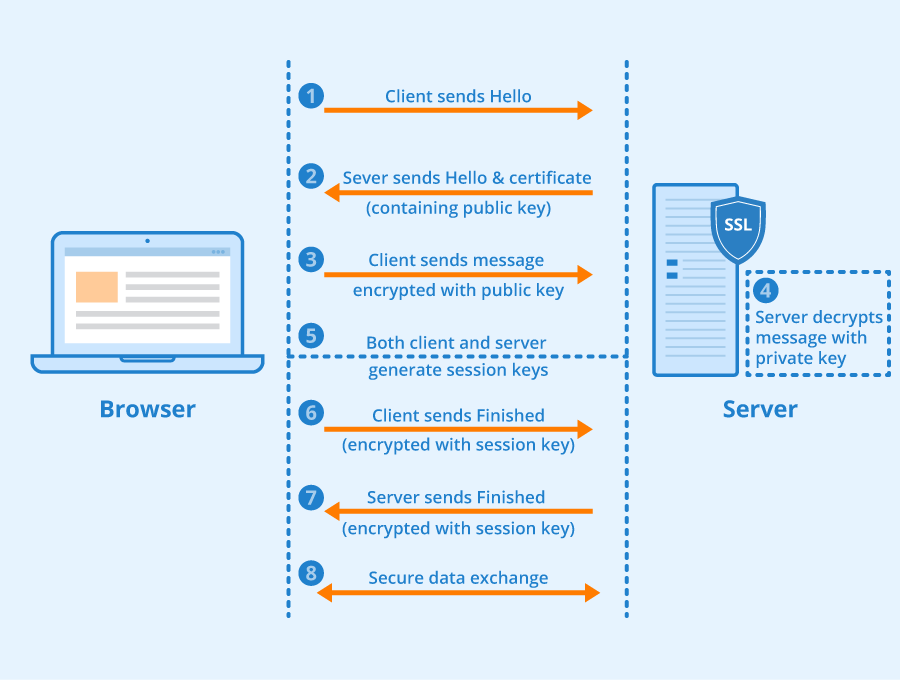 1
Client sends Hello
2
Sever sends Hello & certificate
(containing public key)
3
Client sends message
encrypted with public key
SSL
4
Server decrypts
message with
private key
5
Both client and server
generate session keys
Browser
Server
6
Client sends Finished
(encrypted with session key)
7
Server sends Finished
(encrypted with session key)
8
Secure data exchange